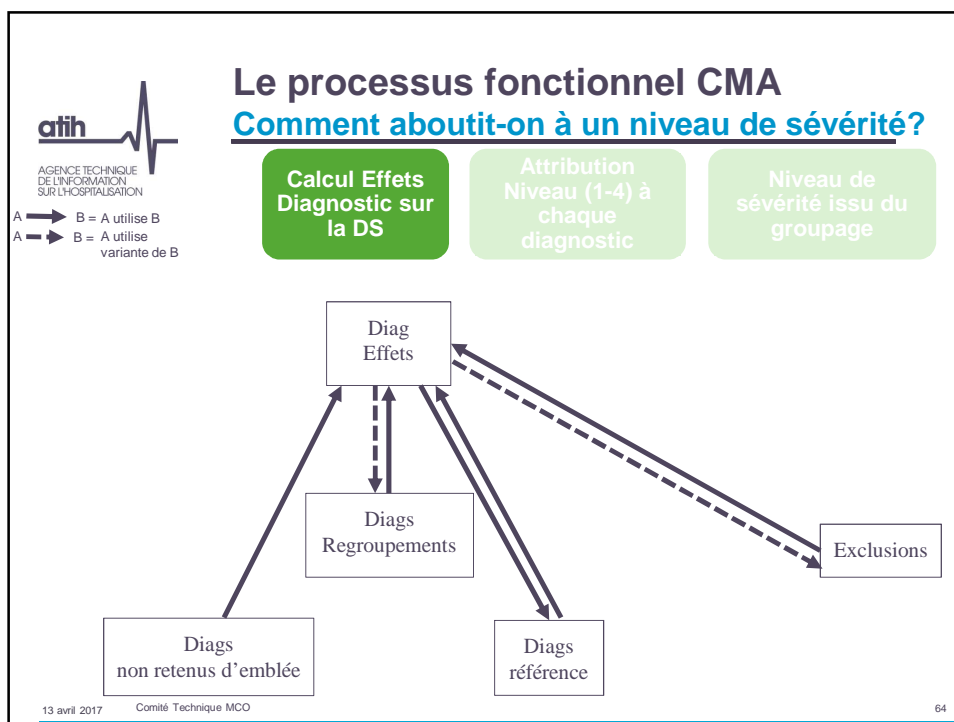 Le processus fonctionnel CMA
Comment aboutit-on à un niveau de sévérité?
atih
AGENCE TECHNIQUE
DE L'INFORMATION
SUR L'HOSPITALISATION
A B = A utilise B
A B = A utilise
variante de B
Calcul Effets
Diagnostic sur
la DS
Attribution
Niveau (1-4) à
chaque
diagnostic
Niveau de
sévérité issu du
groupage
Diag
Effets
Diags
Regroupements
Exclusions
Diags
non retenus d'emblée
Diags
référence
13 avril 2017
Comité Technique MCO
64